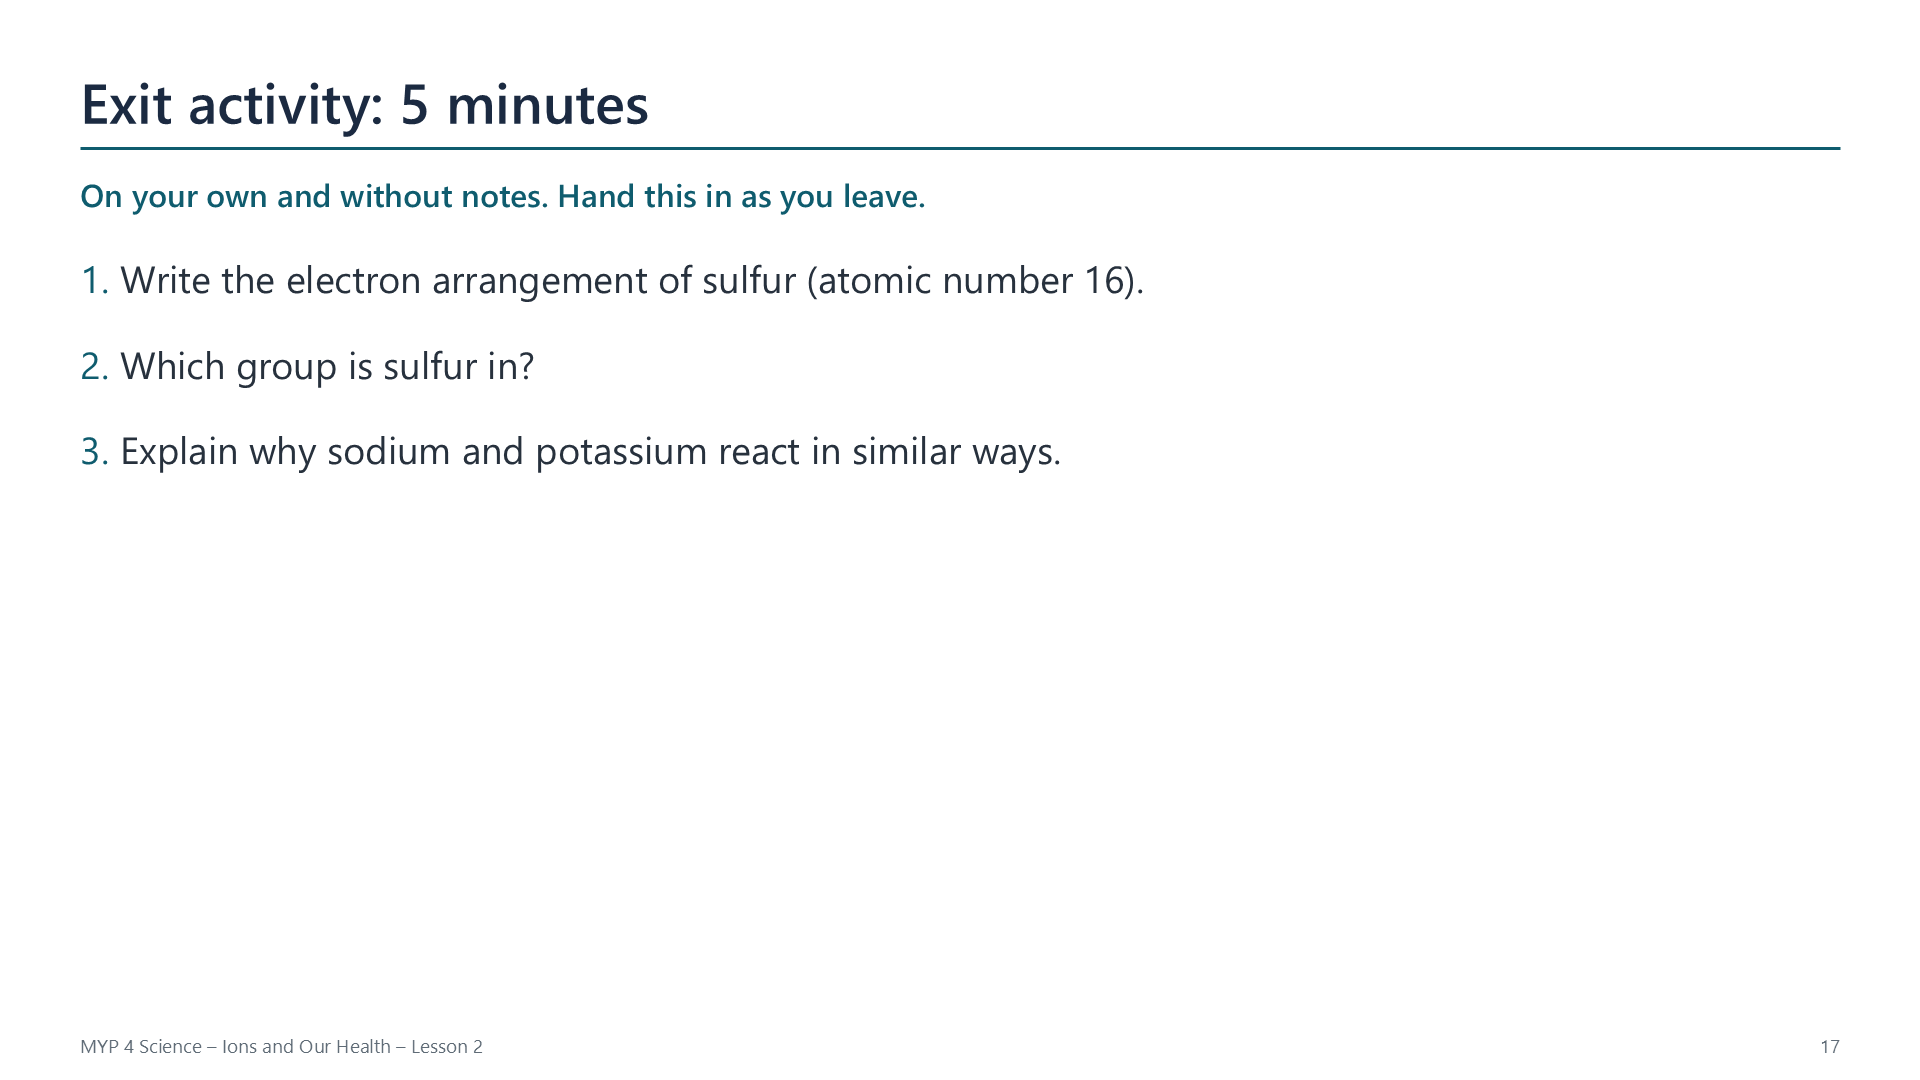 Exit activity: 5 minutes
On your own and without notes. Hand this in as you leave.
1. Write the electron arrangement of sulfur (atomic number 16).
2. Which group is sulfur in?
3. Explain why sodium and potassium react in similar ways.
MYP 4 Science – Ions and Our Health – Lesson 2
17